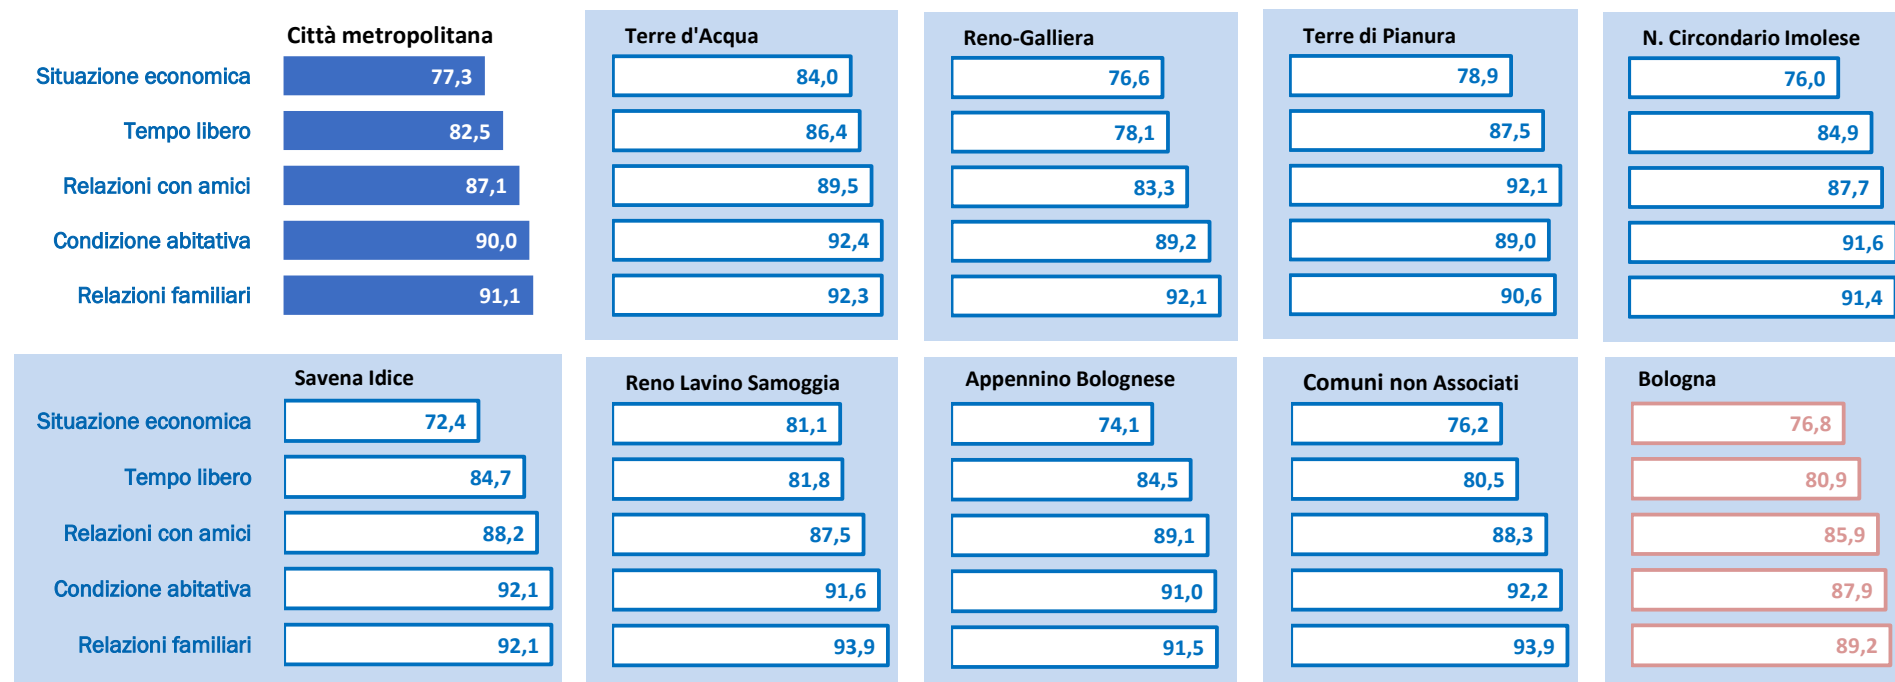 Città metropolitana
Situazione economica 77,3
Tempo libero 82,5
Relazioni con amici 87,1
Condizione abitativa 90,0
Relazioni familiari 91,1
Terre d'Acqua
84,0
86,4
89,5
92,4
92,3
Reno-Galliera
76,6
78,1
83,3
89,2
92,1
Terre di Pianura
78,9
87,5
92,1
89,0
90,6
N. Circondario Imolese
76,0
84,9
87,7
91,6
91,4
Savena Idice
Situazione economica 72,4
Tempo libero 84,7
Relazioni con amici 88,2
Condizione abitativa 92,1
Relazioni familiari 92,1
Reno Lavino Samoggia
81,1
81,8
87,5
91,6
93,9
Appennino Bolognese
74,1
84,5
89,1
91,0
91,5
Comuni non Associati
76,2
80,5
88,3
92,2
93,9
Bologna
76,8
80,9
85,9
87,9
89,2